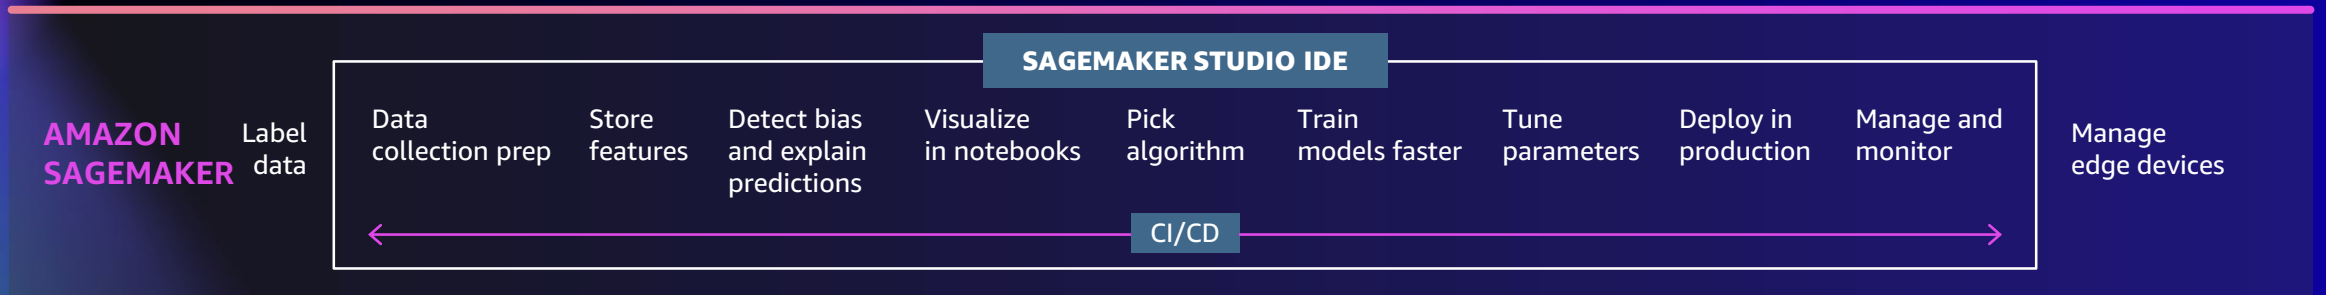 SAGEMAKER STUDIO IDE
AMAZON
SAGEMAKER
Label
data
Data
collection prep
Store
features
Detect bias
and explain
predictions
Visualize
in notebooks
Pick
algorithm
Train
models faster
Tune
parameters
Deploy in
production
Manage and
monitor
Manage
edge devices
CI/CD